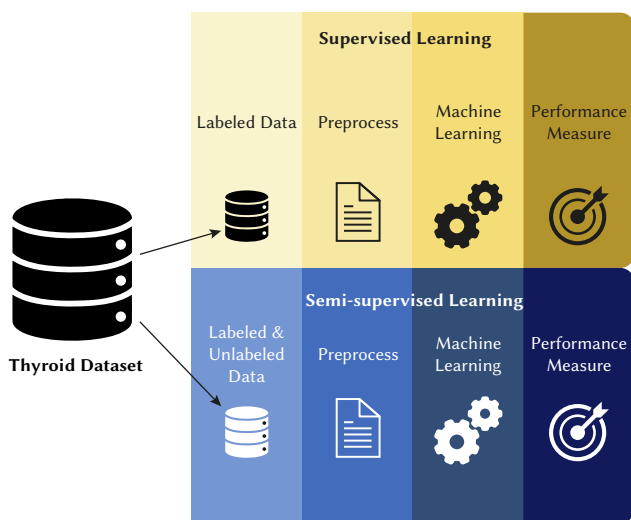 Supervised Learning
Labeled Data
Preprocess
Machine
Learning
Performance
Measure
Thyroid Dataset
Semi-supervised Learning
Labeled &
Unlabeled
Data
Preprocess
Machine
Learning
Performance
Measure